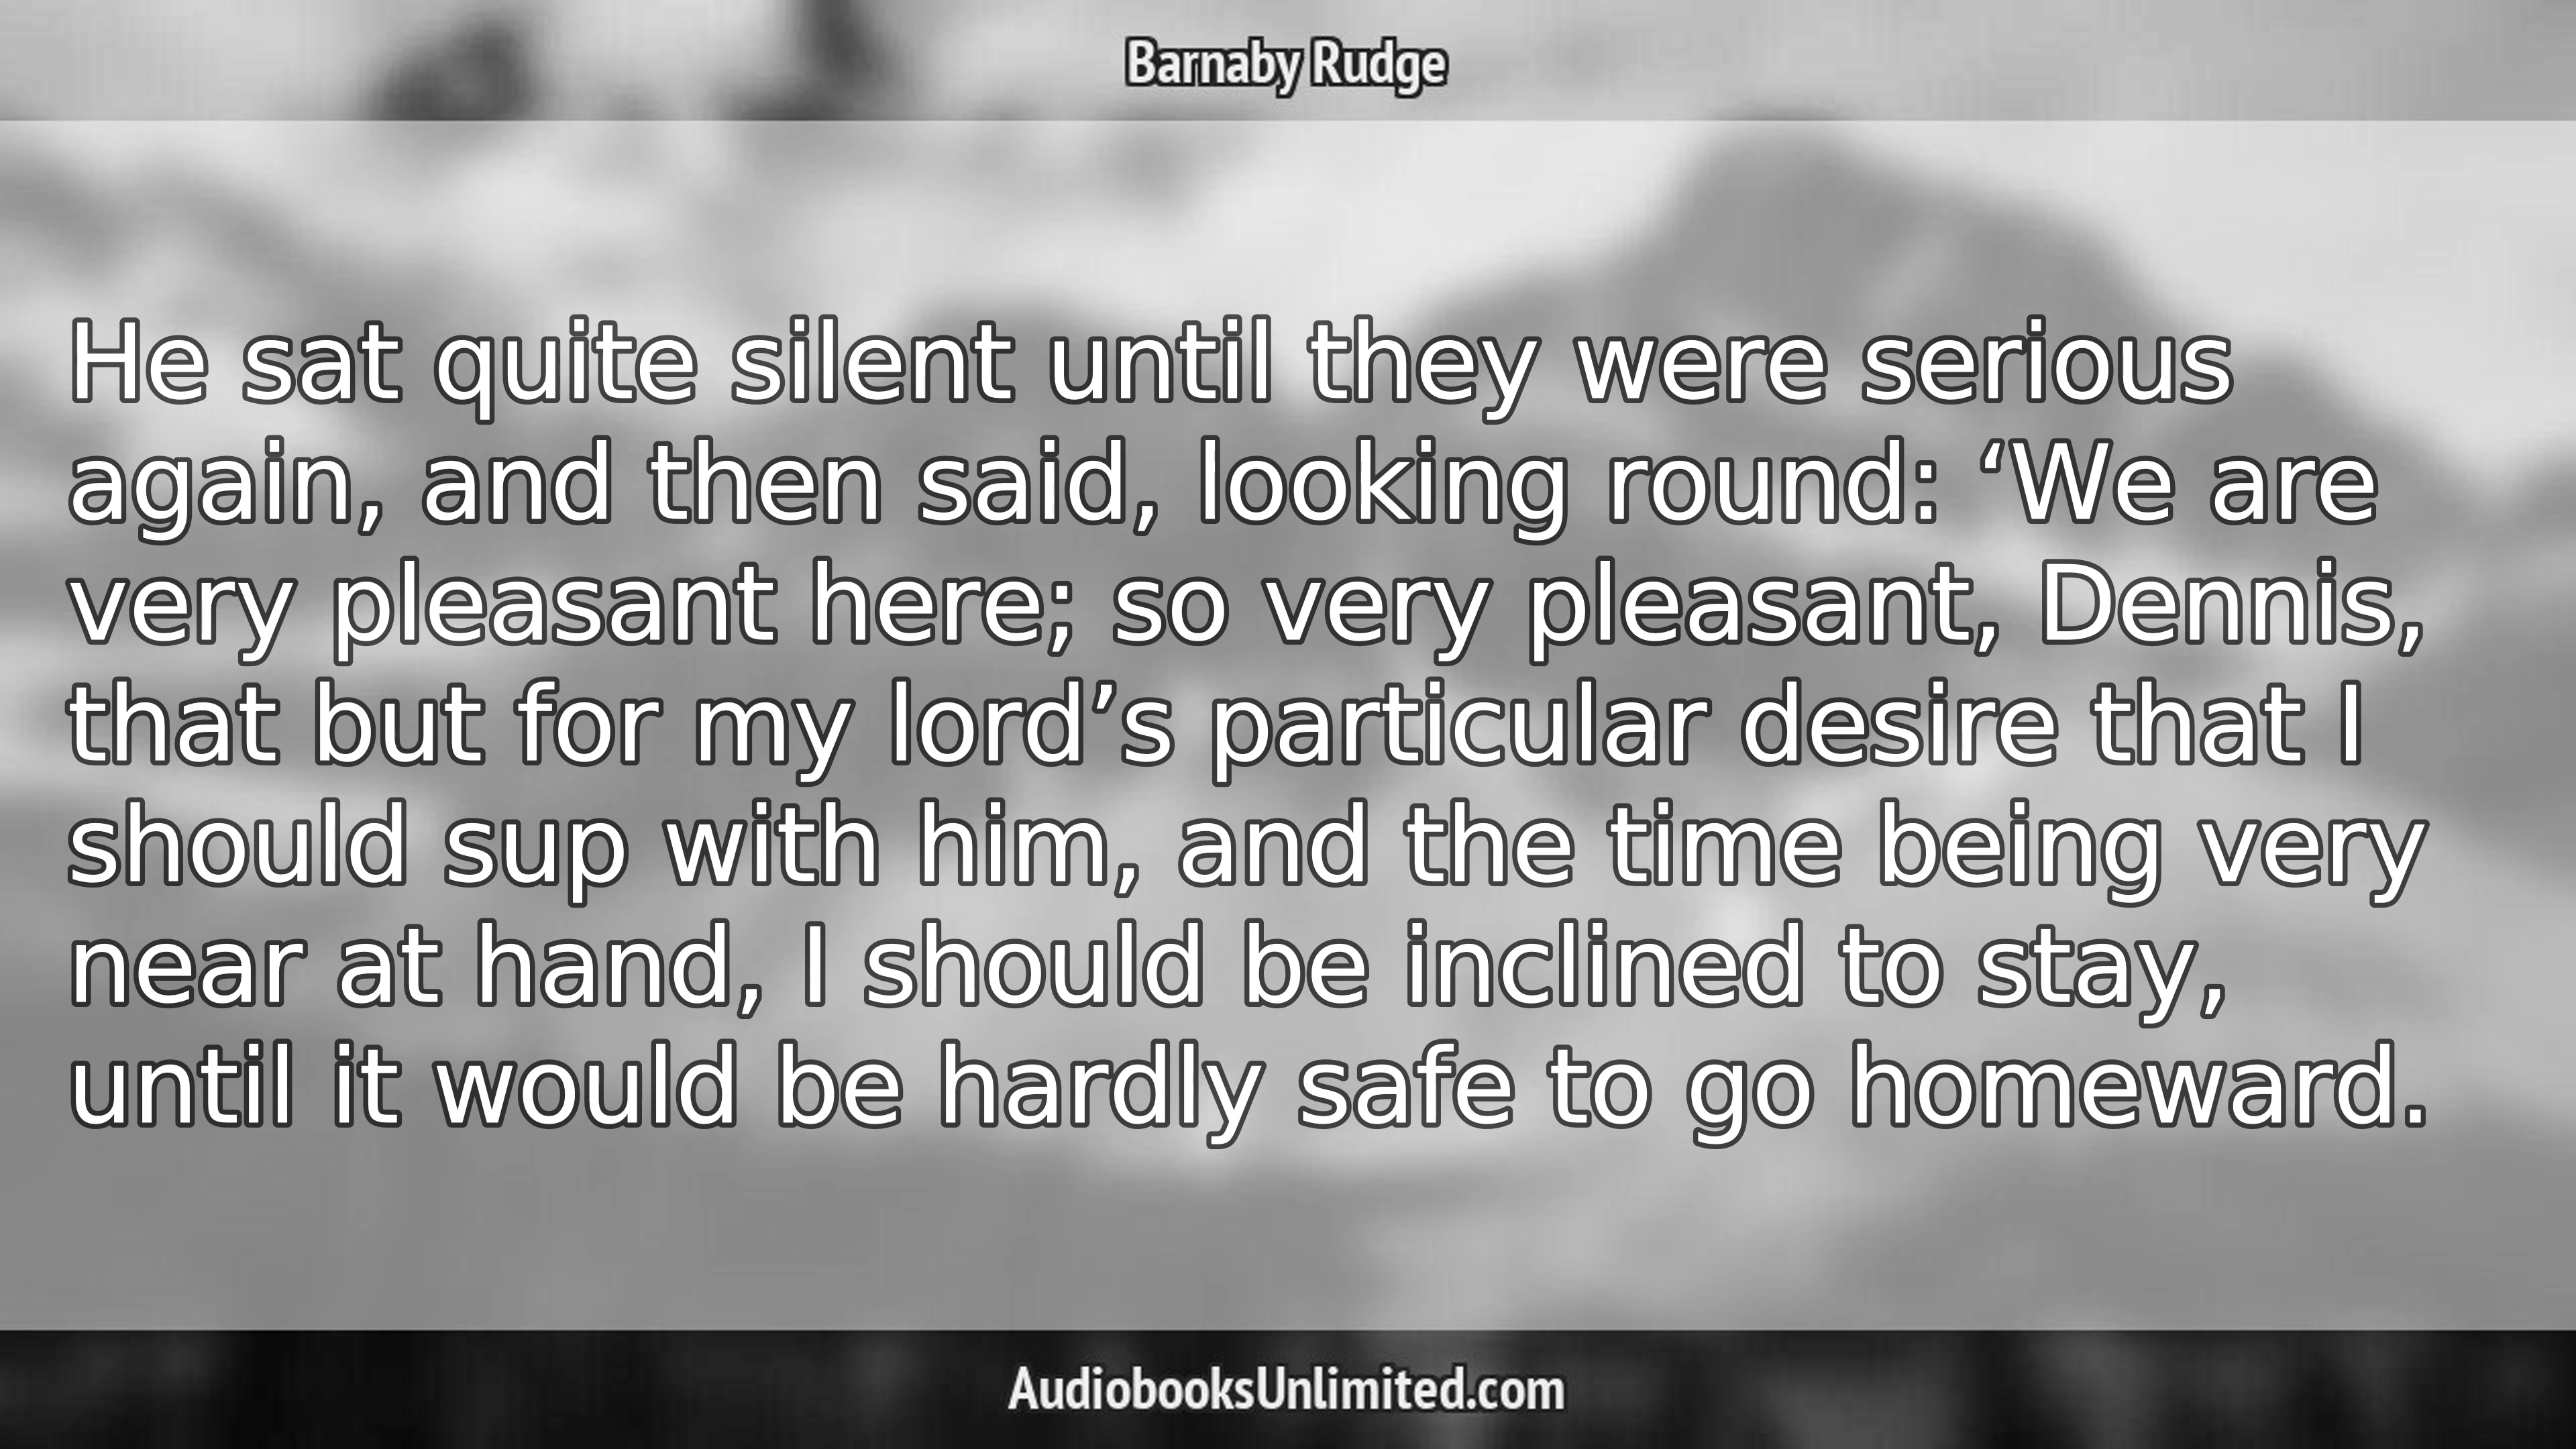 Barnaby Rudge
He sat quite silent until they were serious
again, and then said, looking round: ‘We are
very pleasant here; so very pleasant, Dennis,
that but for my lord’s particular desire that I
should sup with him, and the time being very
near at hand, I should be inclined to stay,
until it would be hardly safe to go homeward.
AudiobooksUnlimited.com